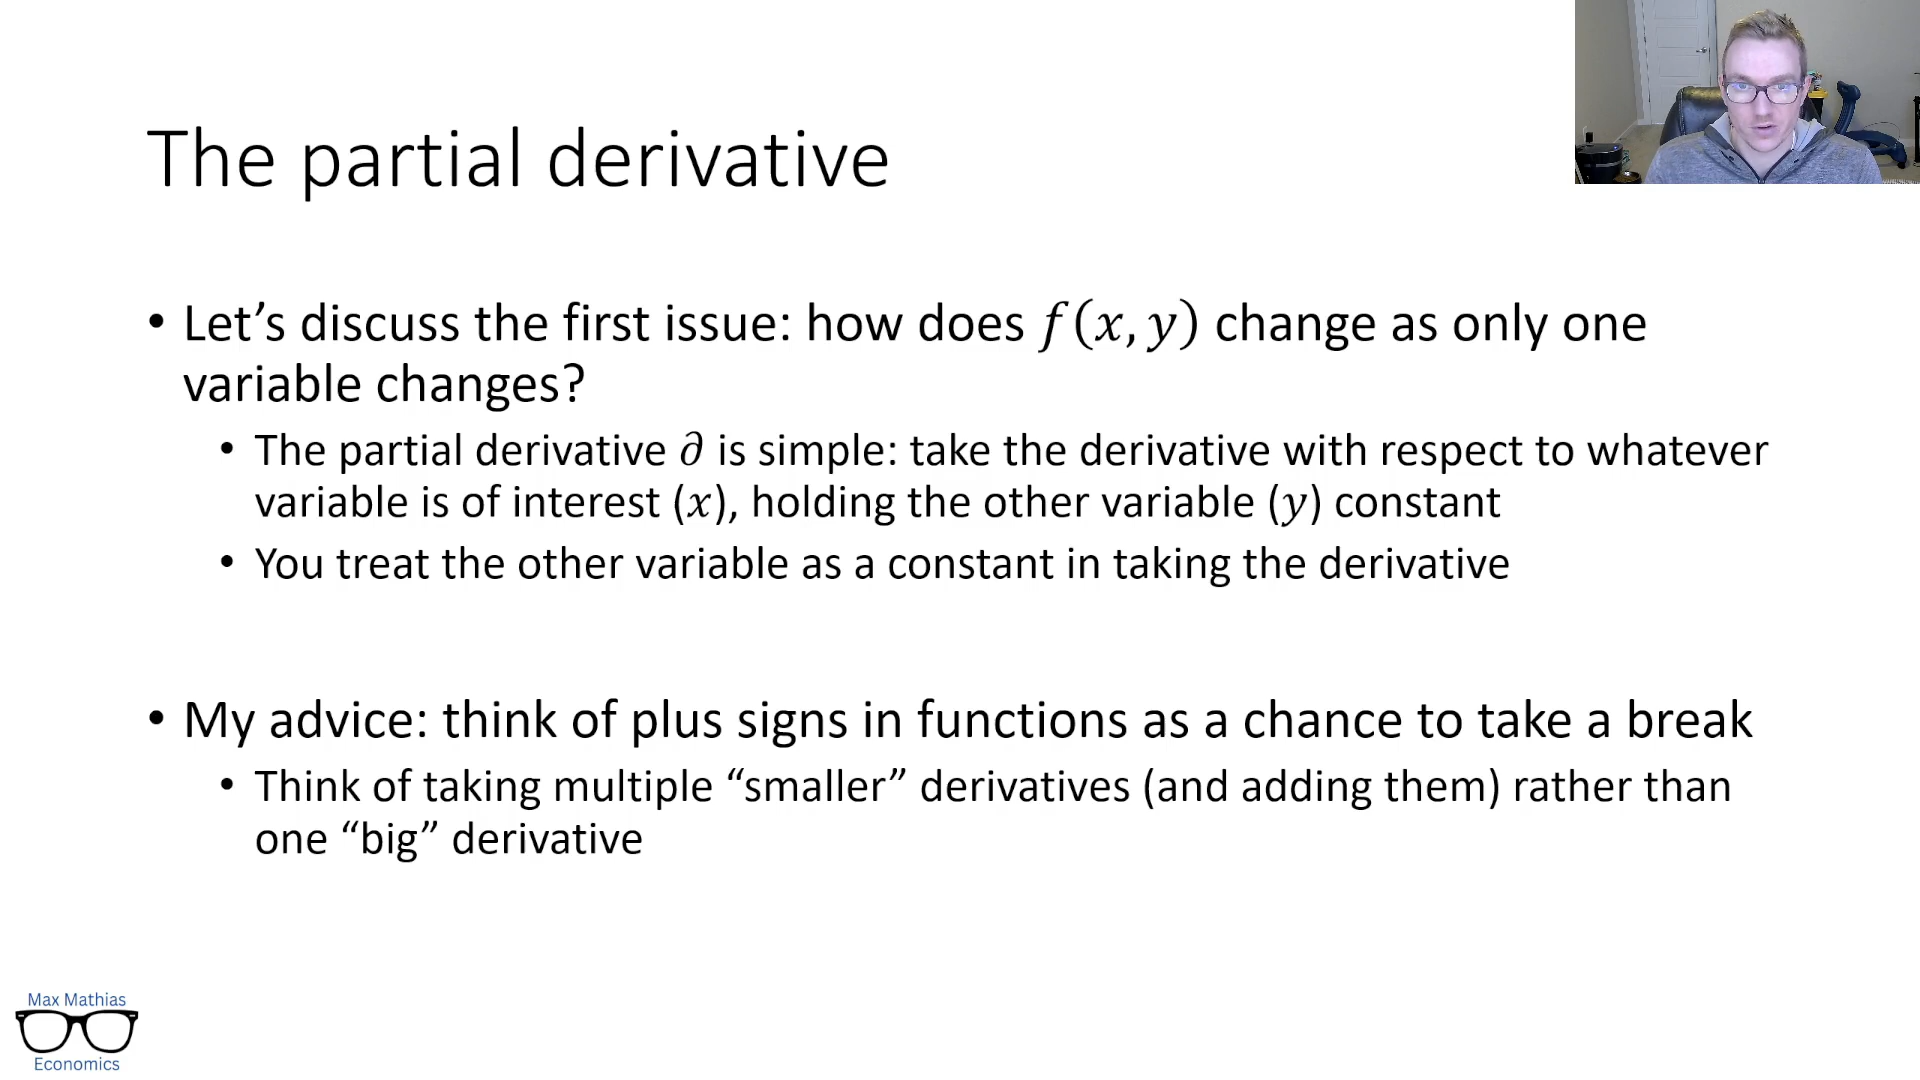 The partial derivative
• Let’s discuss the first issue: how does f(x, y) change as only one
variable changes?
• The partial derivative ∂ is simple: take the derivative with respect to whatever
variable is of interest (x), holding the other variable (y) constant
• You treat the other variable as a constant in taking the derivative
• My advice: think of plus signs in functions as a chance to take a break
• Think of taking multiple “smaller” derivatives (and adding them) rather than
one “big” derivative
Max Mathias
Economics